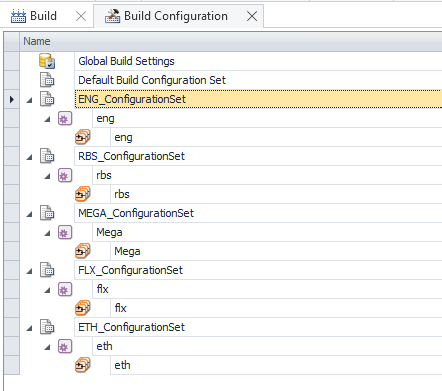 Build
Build Configuration
Name
Global Build Settings
Default Build Configuration Set
ENG_ConfigurationSet
eng
eng
RBS_ConfigurationSet
rbs
rbs
MEGA_ConfigurationSet
Mega
Mega
FLX_ConfigurationSet
flx
flx
ETH_ConfigurationSet
eth
eth